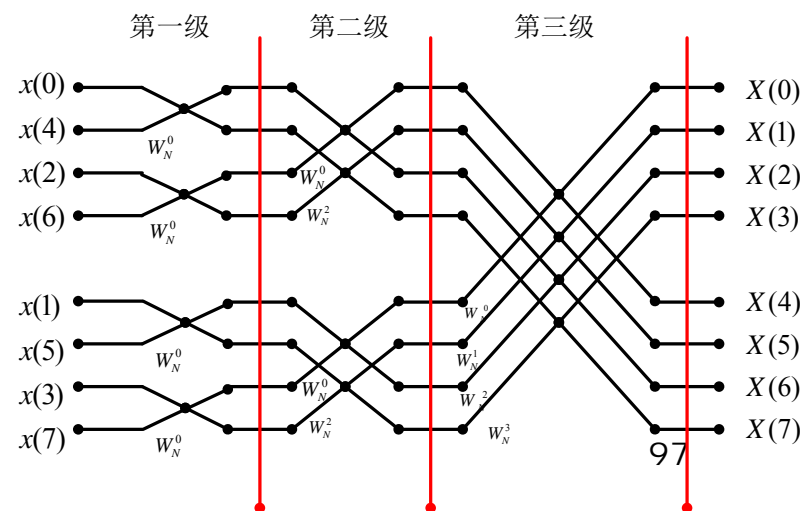 第一级 第二级 第三级
x(0) X(0)
x(4) X(1)
W_N^0
x(2) W_N^0 X(2)
x(6) W_N^2 X(3)
W_N^0
x(1) W_N^0 X(4)
x(5) W_N^0 W_N^1 X(5)
x(3) W_N^0 W_N^2 X(6)
x(7) W_N^0 W_N^2 W_N^3 X(7)
97